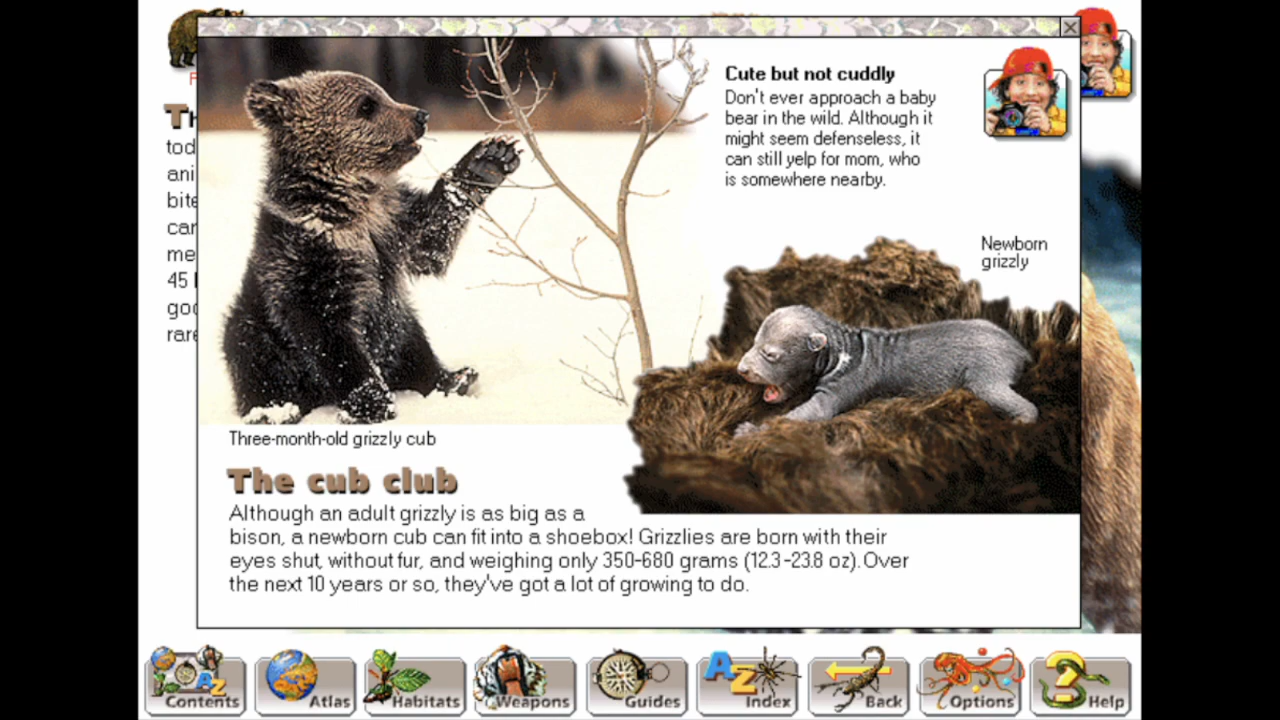 Cute but not cuddly
Don't ever approach a baby
bear in the wild. Although it
might seem defenseless, it
can still yelp for mom, who
is somewhere nearby.
Newborn
grizzly
Three-month-old grizzly cub
The cub club
Although an adult grizzly is as big as a
bison, a newborn cub can fit into a shoebox! Grizzlies are born with their
eyes shut, without fur, and weighing only 350-680 grams (12.3-23.8 oz). Over
the next 10 years or so, they've got a lot of growing to do.
45
Contents
Atlas
Habitats
Weapons
Guides
AZ
Index
Back
Options
?
Help